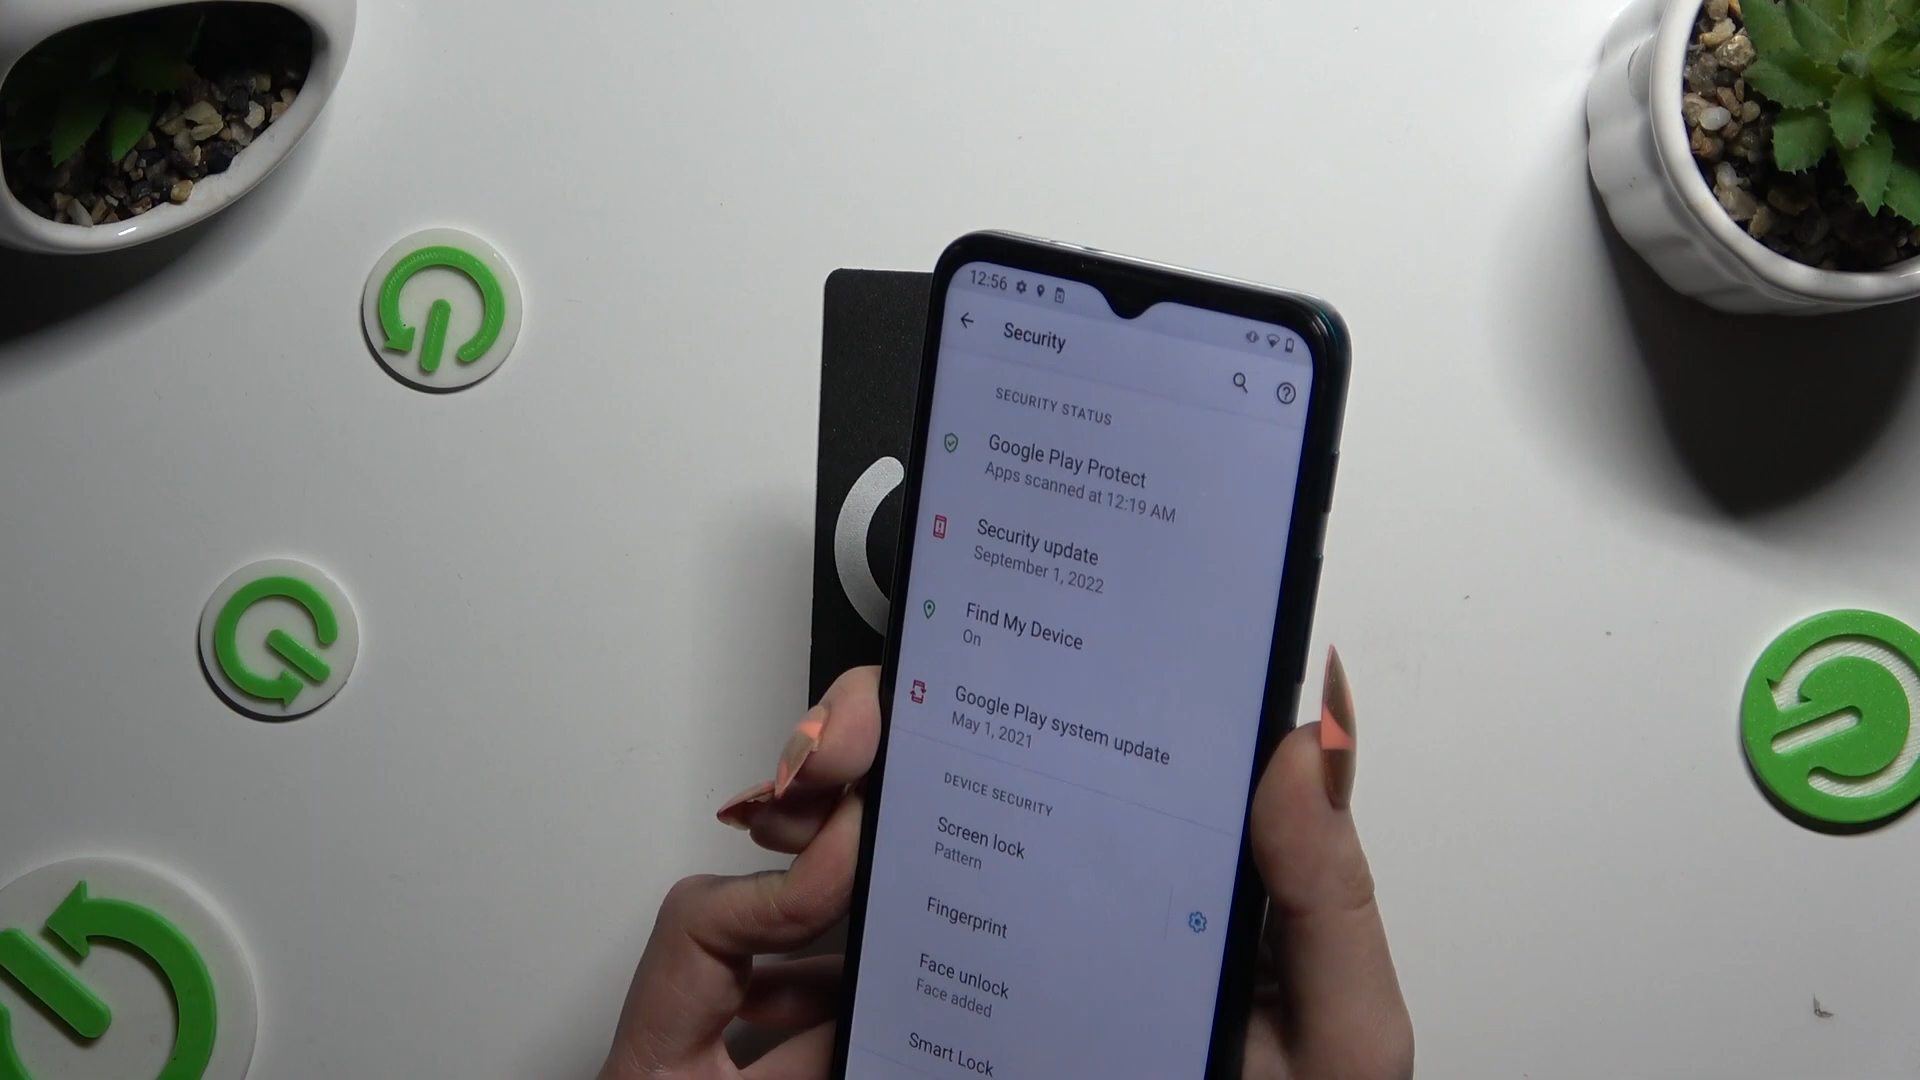 12:56
Security
SECURITY STATUS
Google Play Protect
Apps scanned at 12:19 AM
Security update
September 1, 2022
Find My Device
On
Google Play system update
May 1, 2021
DEVICE SECURITY
Screen lock
Pattern
Fingerprint
Face unlock
Face added
Smart Lock